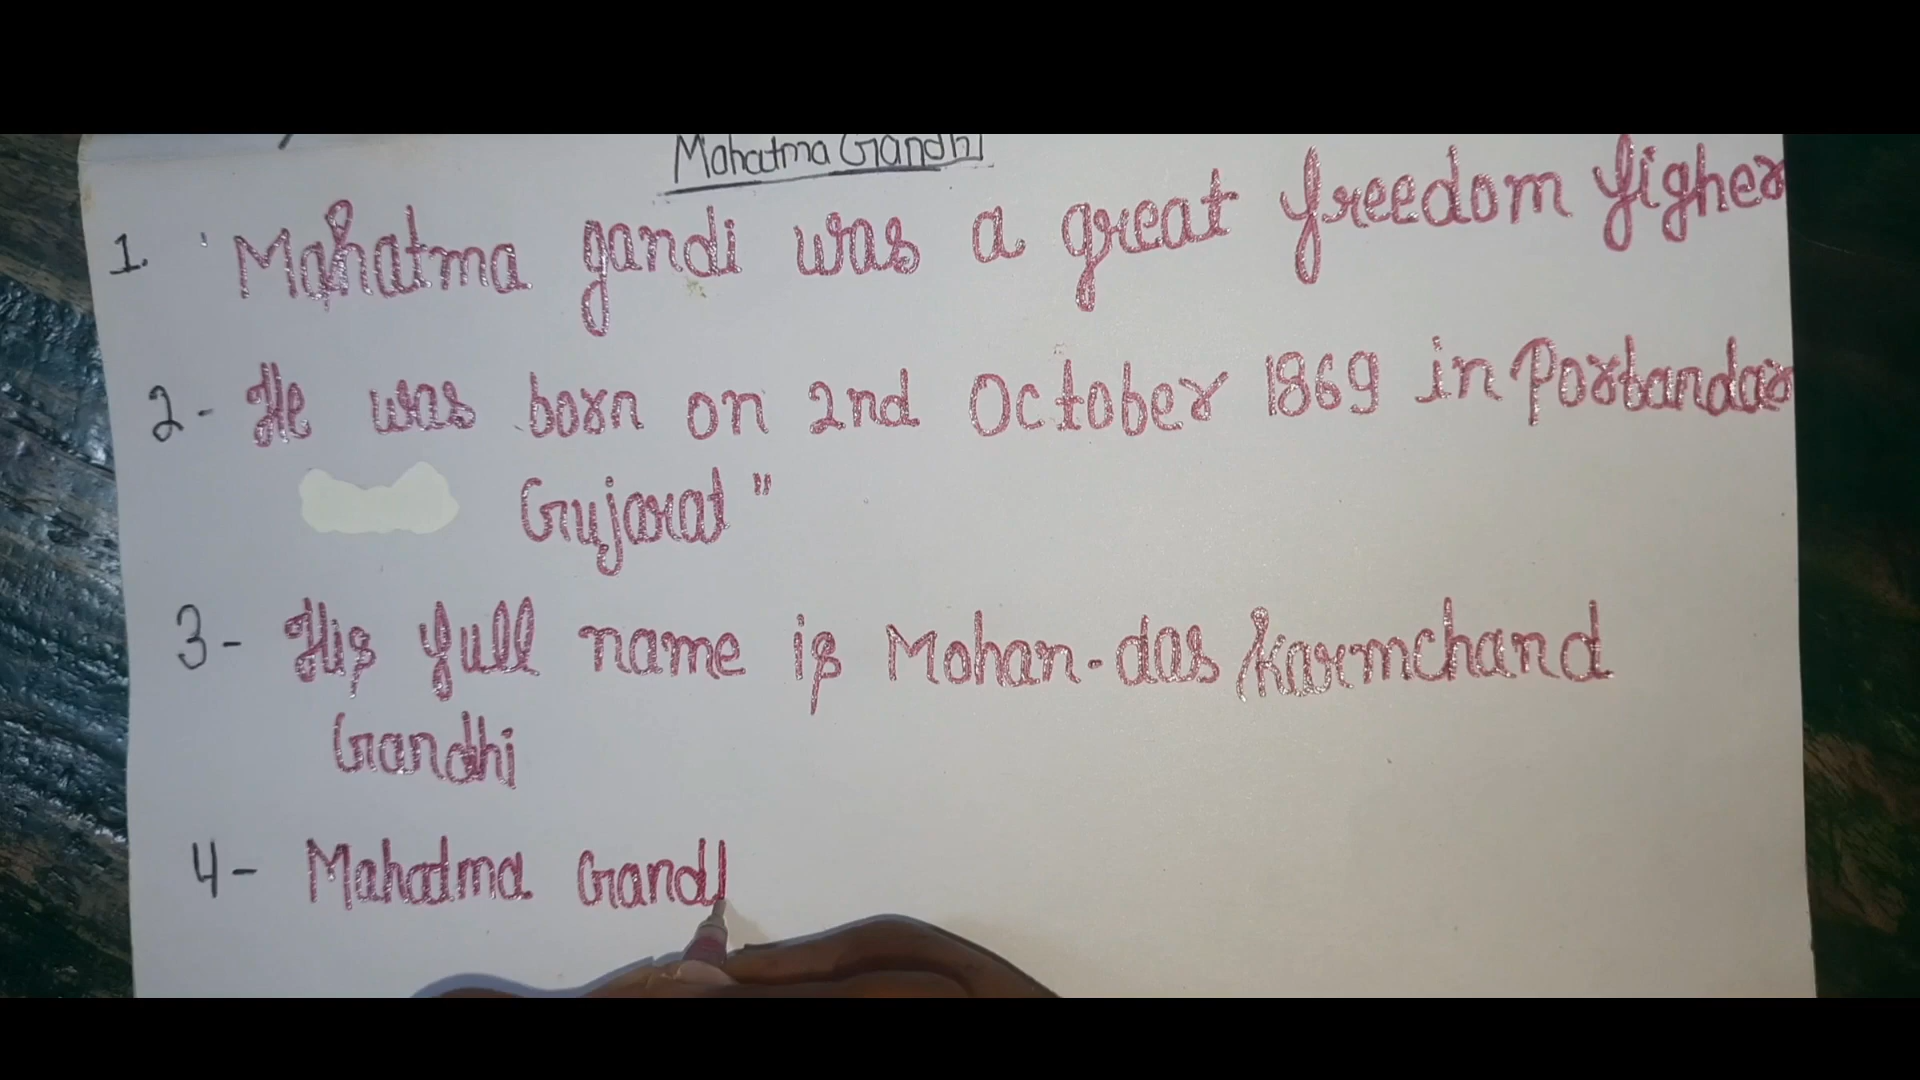 Mahatma Gandhi
1. ' Mahatma gandi was a great freedom figher
2- He was born on 2nd October 1869 in Porbandar
Gujarat "
3- His full name is Mohan-das Karmchand
Gandhi
4- Mahatma Gand